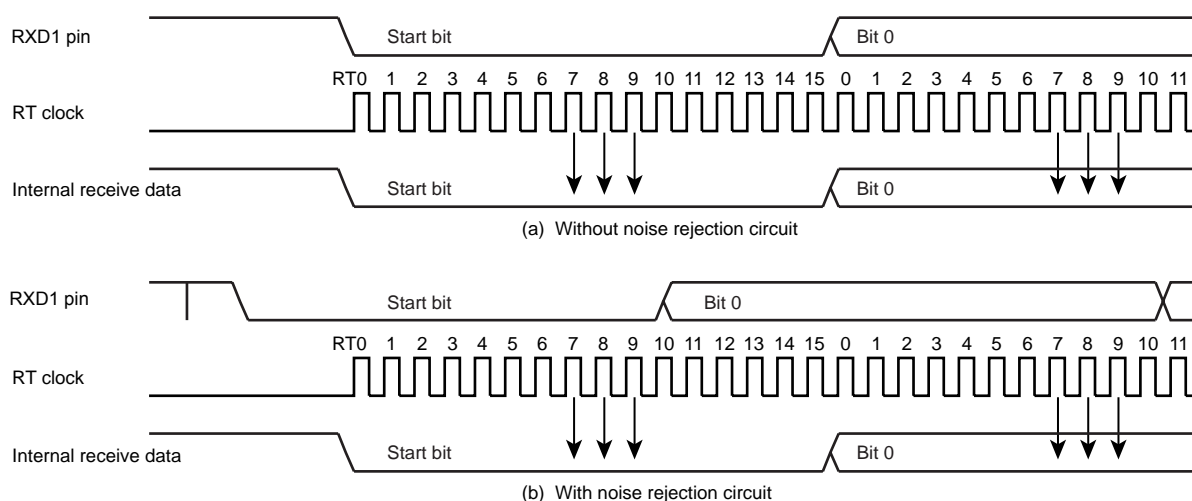 RXD1 pin
Start bit
Bit 0
RT0 1 2 3 4 5 6 7 8 9 10 11 12 13 14 15 0 1 2 3 4 5 6 7 8 9 10 11
RT clock
Internal receive data
Start bit
Bit 0
(a) Without noise rejection circuit
RXD1 pin
Start bit
Bit 0
RT0 1 2 3 4 5 6 7 8 9 10 11 12 13 14 15 0 1 2 3 4 5 6 7 8 9 10 11
RT clock
Internal receive data
Start bit
Bit 0
(b) With noise rejection circuit